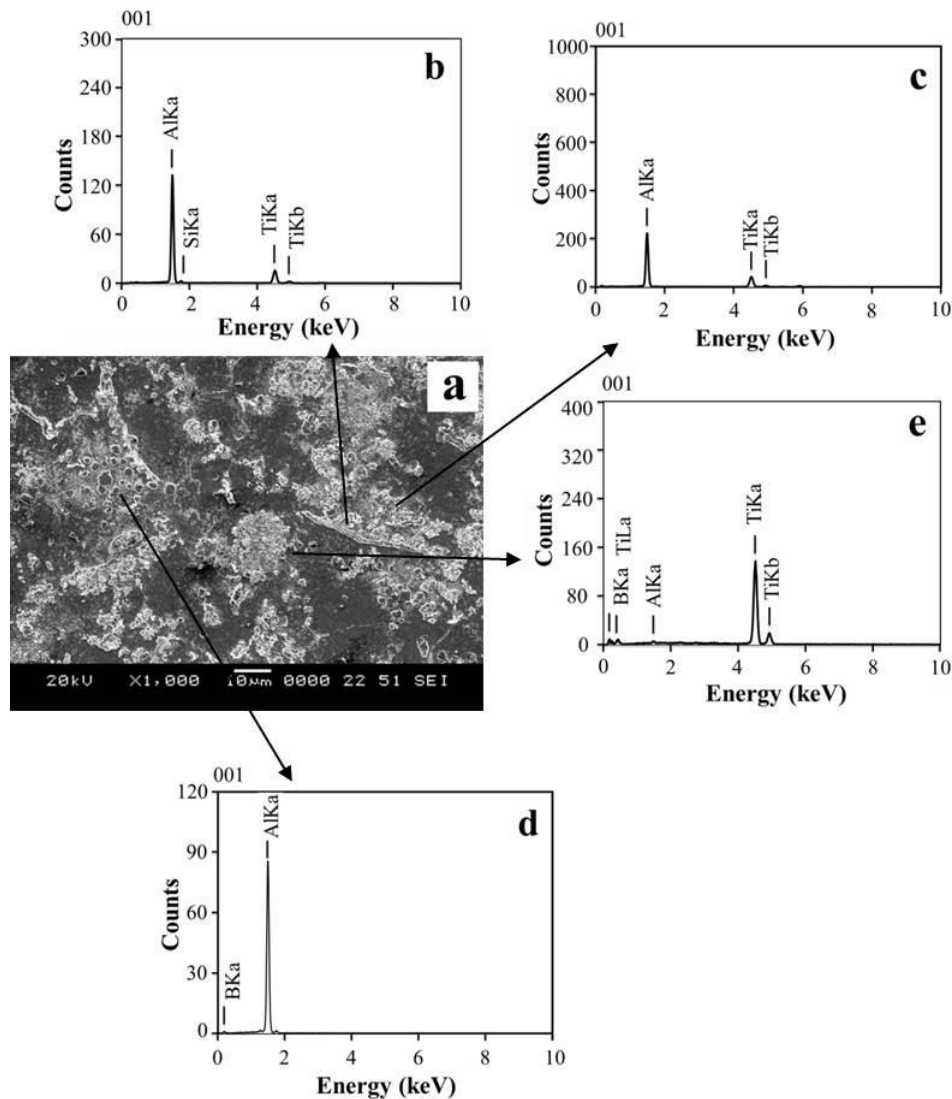 001
b
300
240
180
120
60
0
Counts
AlKa
SiKa
TiKa
TiKb
0 2 4 6 8 10
Energy (keV)
001
c
1000
800
600
400
200
0
Counts
AlKa
TiKa
TiKb
0 2 4 6 8 10
Energy (keV)
a
20kV X1,000 10µm 0000 22 51 SEI
001
e
400
320
240
160
80
0
Counts
BKa
TiLa
AlKa
TiKa
TiKb
0 2 4 6 8 10
Energy (keV)
001
d
120
90
60
30
0
Counts
BKa
AlKa
0 2 4 6 8 10
Energy (keV)